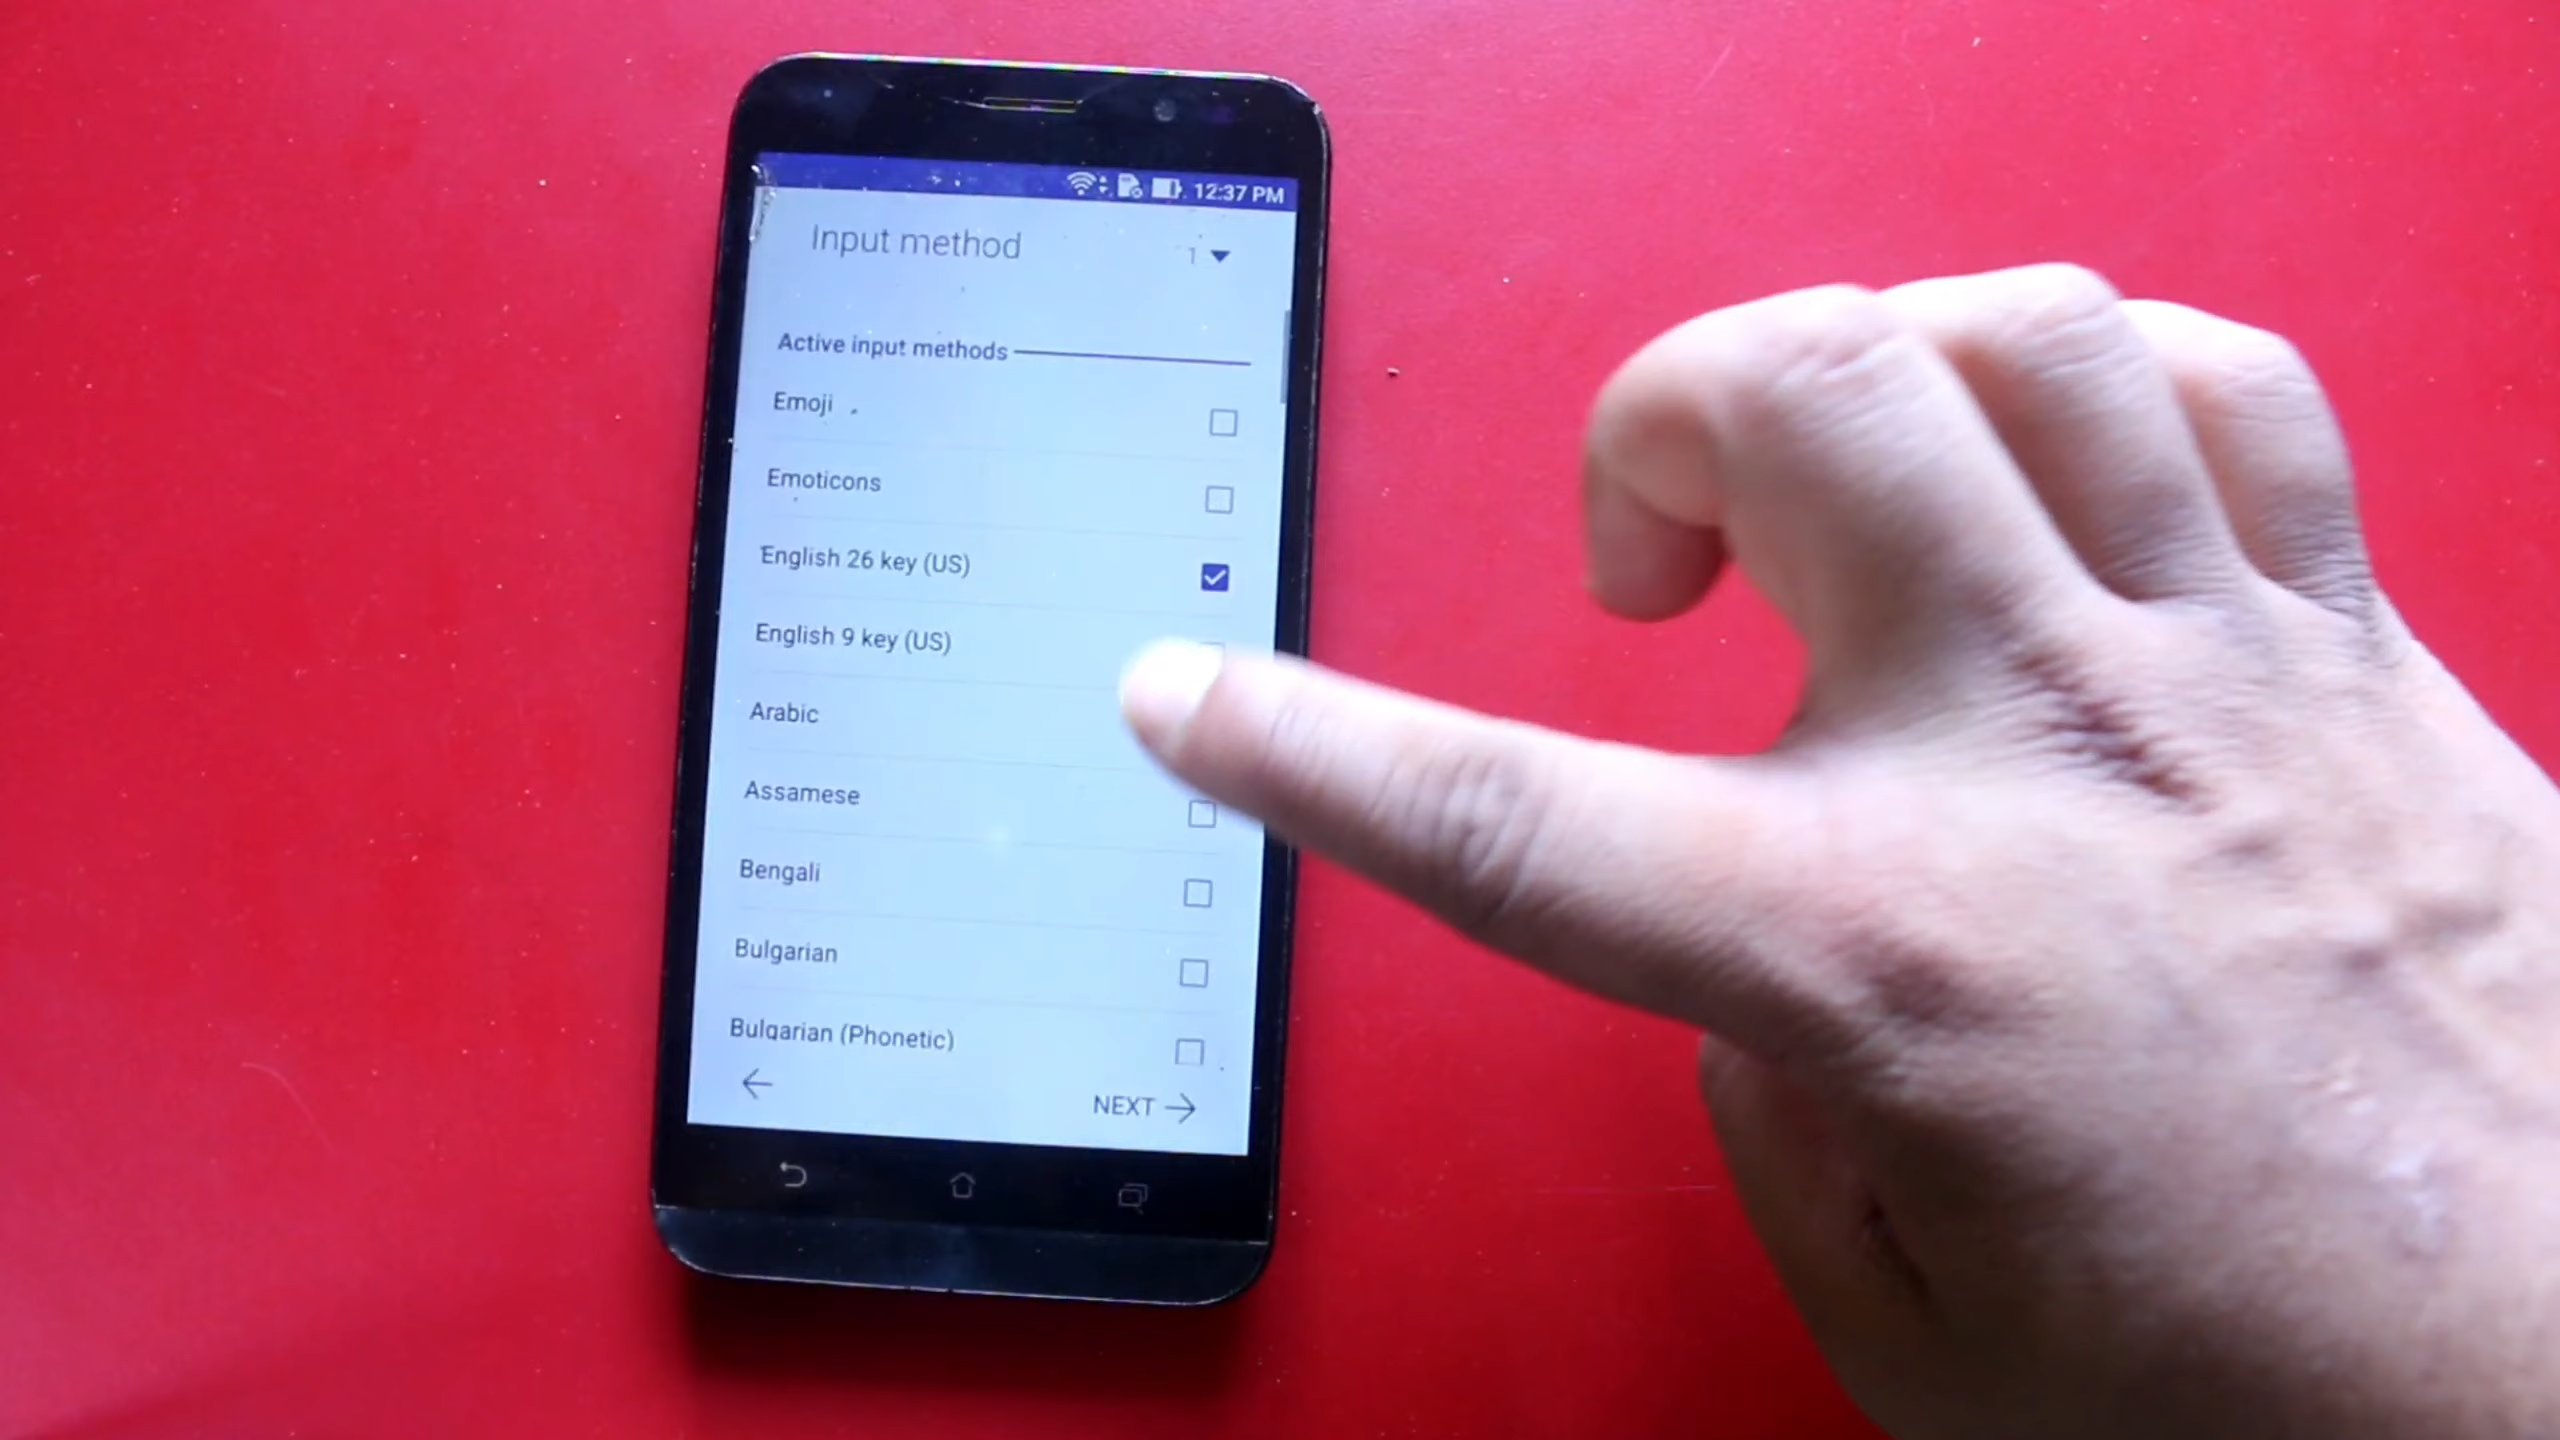 12:37 PM
Input method 1
Active input methods
Emoji
Emoticons
English 26 key (US)
English 9 key (US)
Arabic
Assamese
Bengali
Bulgarian
Bulgarian (Phonetic)
NEXT